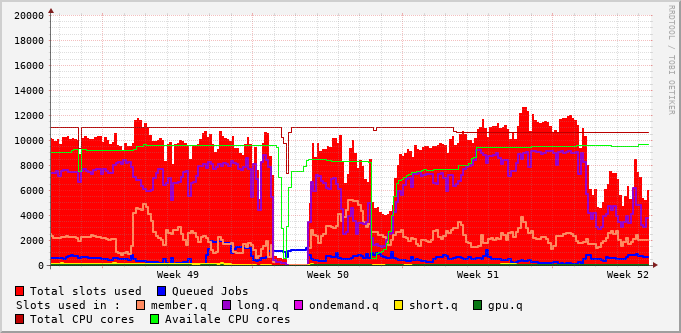 RRDTOOL / TOBI OETIKER
20000
18000
16000
14000
12000
10000
8000
6000
4000
2000
0
Week 49 Week 50 Week 51 Week 52
Total slots used Queued Jobs
Slots used in : member.q long.q ondemand.q short.q gpu.q
Total CPU cores Availale CPU cores